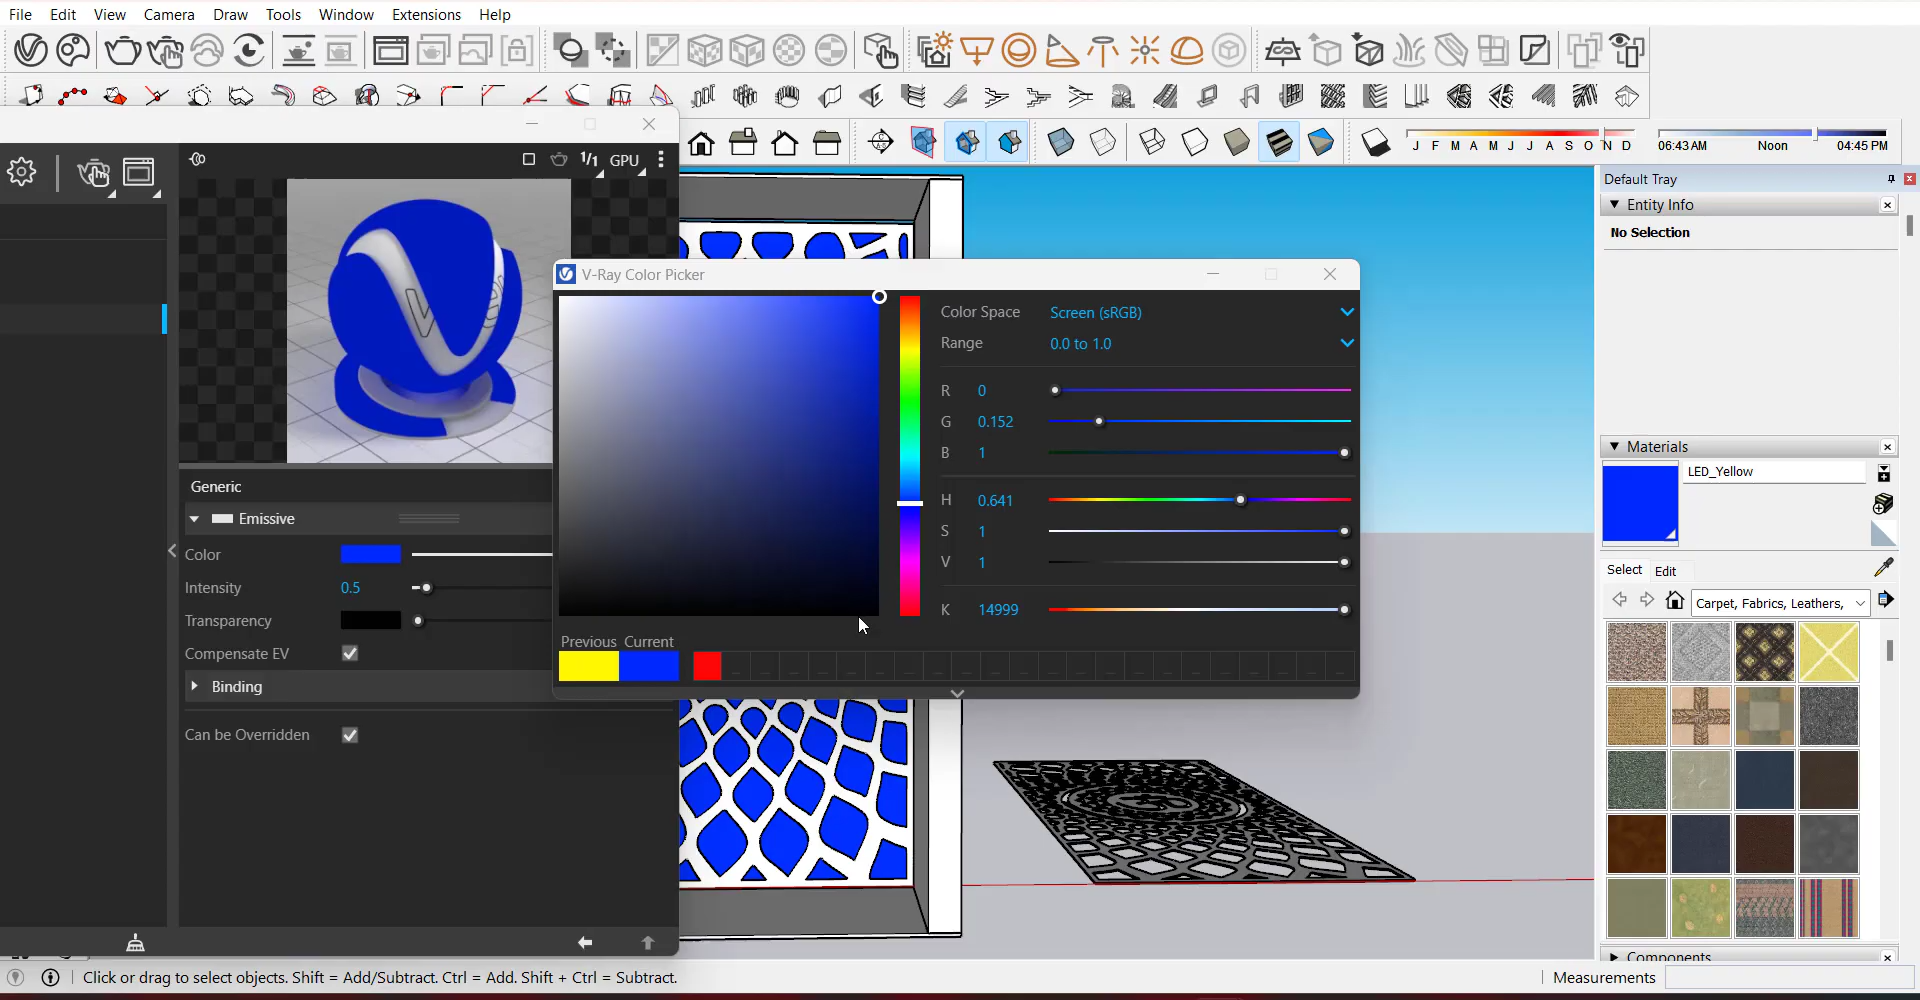 File Edit View Camera Draw Tools Window Extensions Help
J F M A M J J A S O N D 06:43 AM Noon 04:45 PM
1/1 GPU
Default Tray
Entity Info
No Selection
V-Ray Color Picker
Color Space Screen (sRGB)
Range 0.0 to 1.0
R 0
G 0.152
B 1
H 0.641
S 1
V 1
K 14999
Previous Current
Generic
Emissive
Color
Intensity 0.5
Transparency
Compensate EV
Binding
Can be Overridden
Materials
LED_Yellow
Select Edit
Carpet, Fabrics, Leathers,
Components
Click or drag to select objects. Shift = Add/Subtract. Ctrl = Add. Shift + Ctrl = Subtract.
Measurements